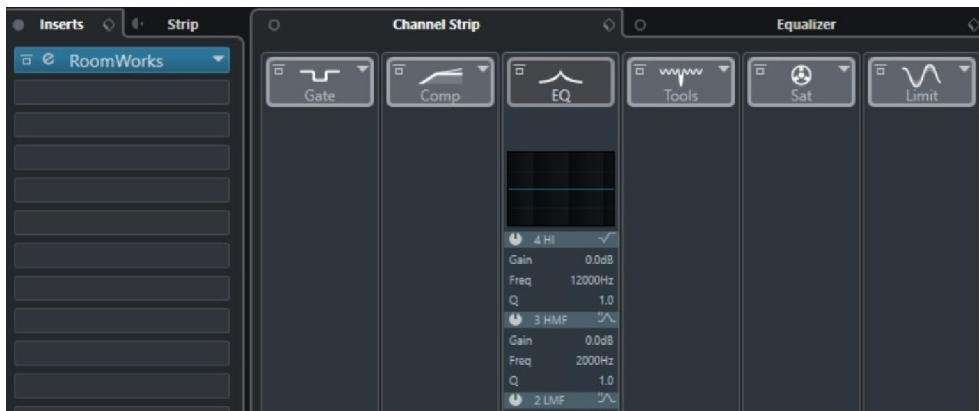 Inserts Strip Channel Strip Equalizer
RoomWorks
Gate Comp EQ Tools Sat Limit
4 HI
Gain 0.0dB
Freq 12000Hz
Q 1.0
3 HMF
Gain 0.0dB
Freq 2000Hz
Q 1.0
2 LMF